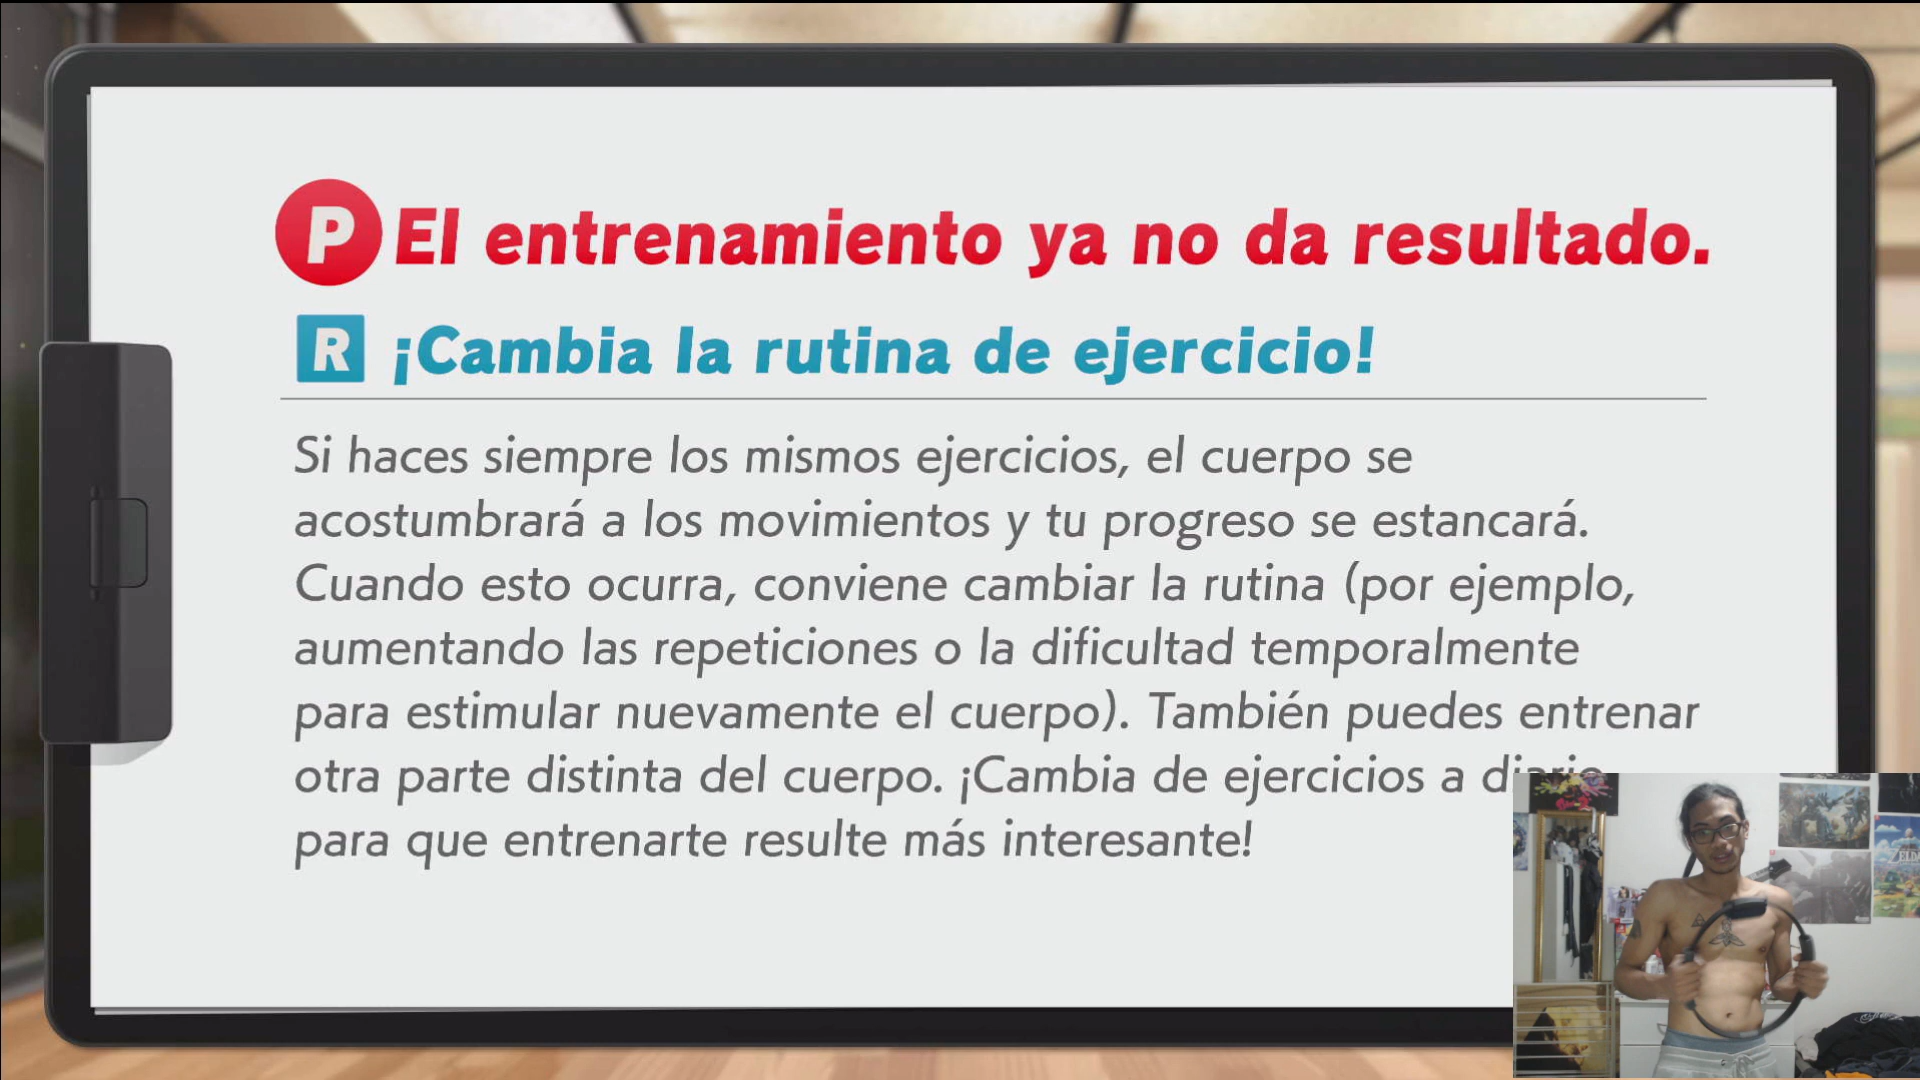 P El entrenamiento ya no da resultado.
R ¡Cambia la rutina de ejercicio!
Si haces siempre los mismos ejercicios, el cuerpo se
acostumbrará a los movimientos y tu progreso se estancará.
Cuando esto ocurra, conviene cambiar la rutina (por ejemplo,
aumentando las repeticiones o la dificultad temporalmente
para estimular nuevamente el cuerpo). También puedes entrenar
otra parte distinta del cuerpo. ¡Cambia de ejercicios a diario
para que entrenarte resulte más interesante!